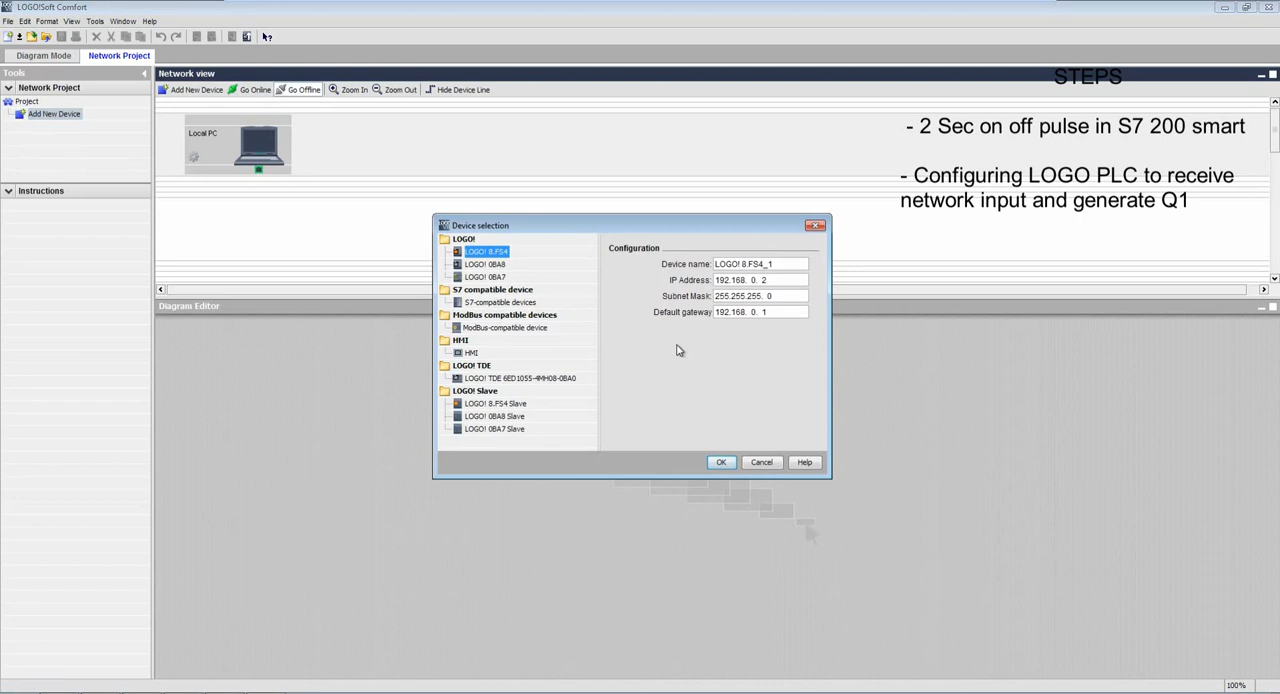 LOGO!Soft Comfort
File Edit Format View Tools Window Help
Diagram Mode Network Project
Tools
Network Project
Project
Add New Device
Instructions
Network view
Add New Device Go Online Go Offline Zoom In Zoom Out Hide Device Line
Local PC
STEPS
- 2 Sec on off pulse in S7 200 smart
- Configuring LOGO PLC to receive
network input and generate Q1
Diagram Editor
Device selection
LOGO!
LOGO! 8.FS4
LOGO! 0BA8
LOGO! 0BA7
S7 compatible device
S7-compatible devices
ModBus compatible devices
ModBus-compatible device
HMI
HMI
LOGO! TDE
LOGO! TDE 6ED1055-4MH08-0BA0
LOGO! Slave
LOGO! 8.FS4 Slave
LOGO! 0BA8 Slave
LOGO! 0BA7 Slave
Configuration
Device name: LOGO! 8.FS4_1
IP Address: 192.168. 0. 2
Subnet Mask: 255.255.255. 0
Default gateway 192.168. 0. 1
OK Cancel Help
100%